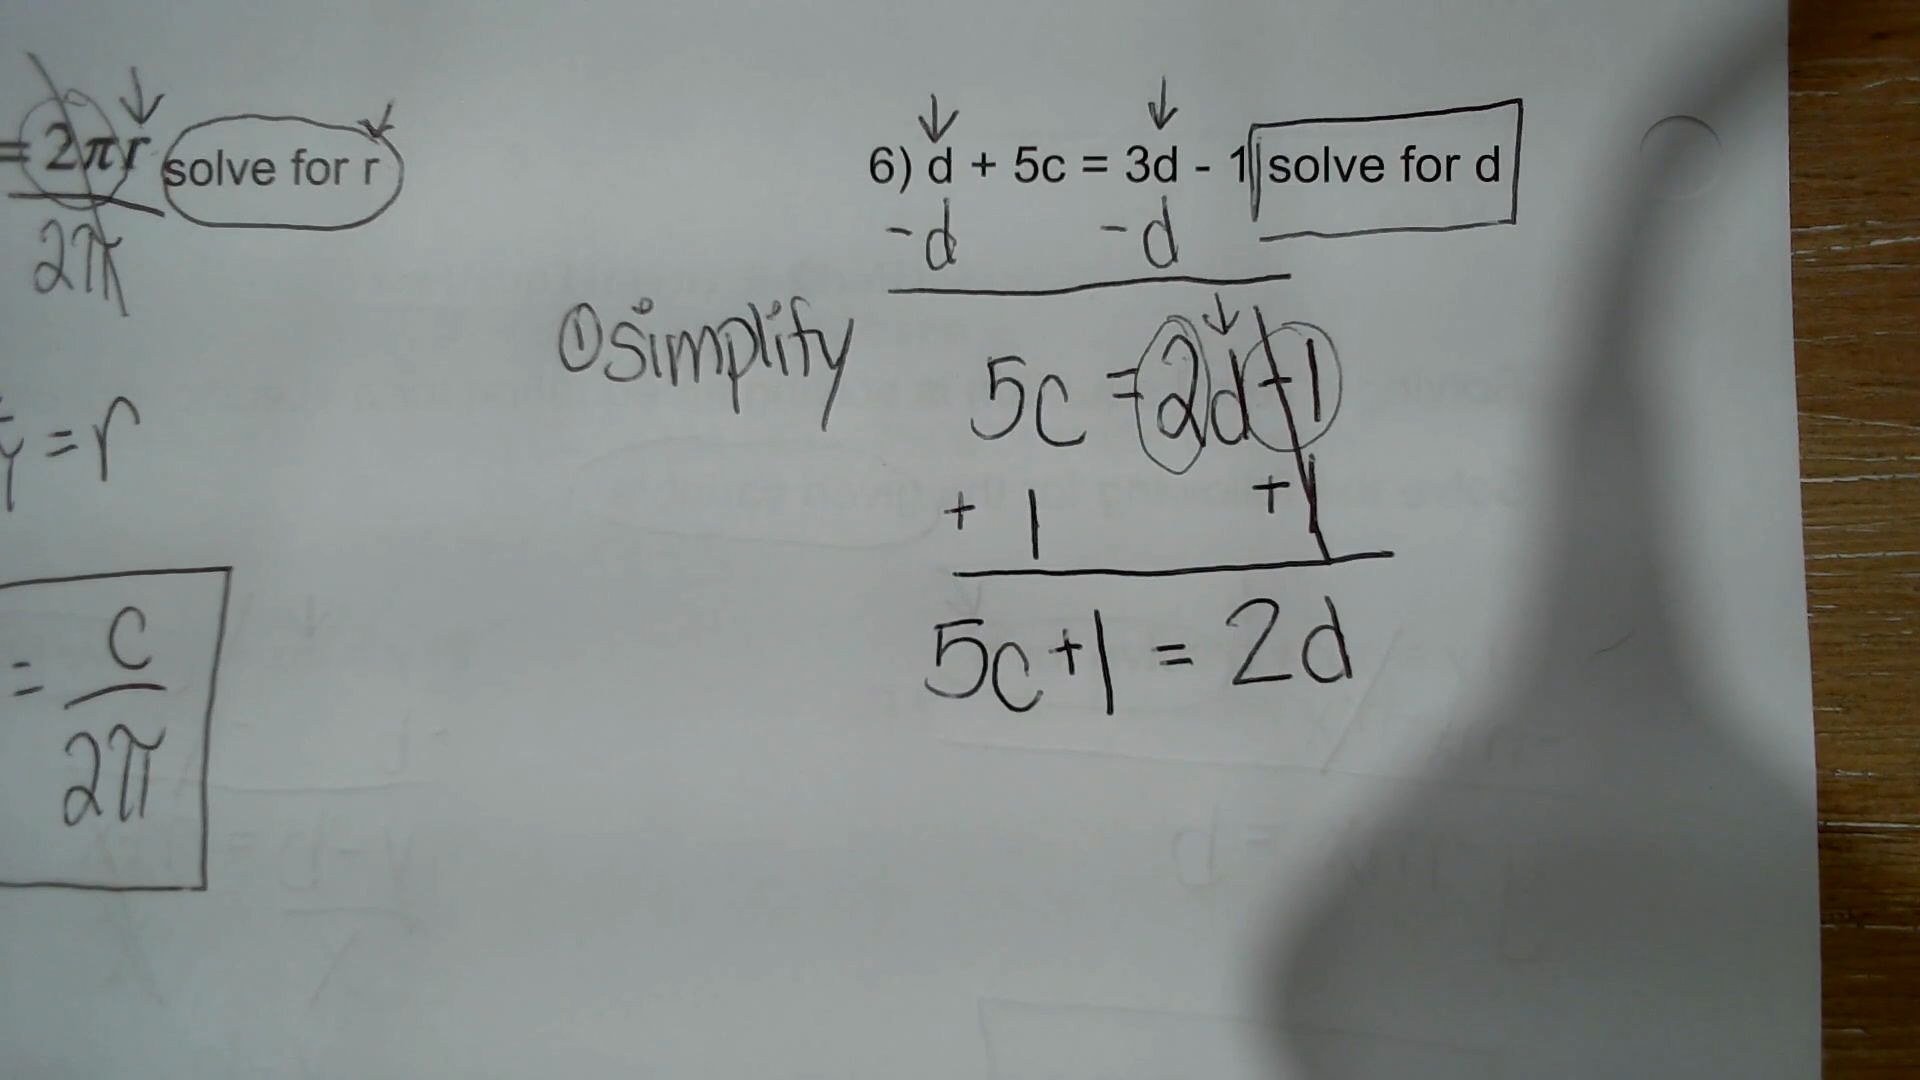 = 2πr solve for r
2π
= r
= C
2π
6) d + 5c = 3d - 1 solve for d
-d -d
① simplify
5c = 2d - 1
+ 1 + 1
5c + 1 = 2d